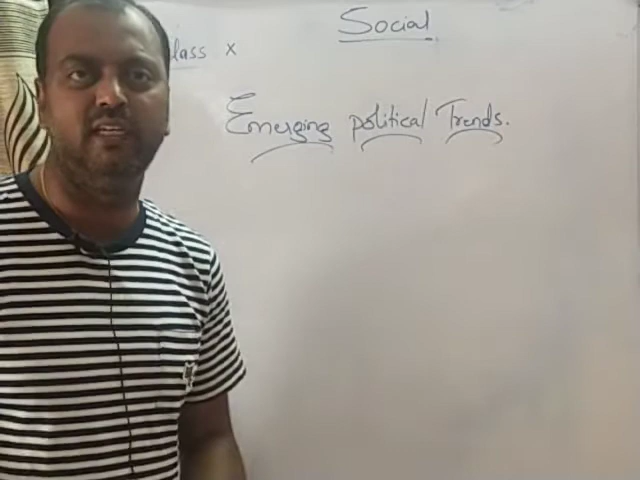 Social
lass x
Emerging political Trends.